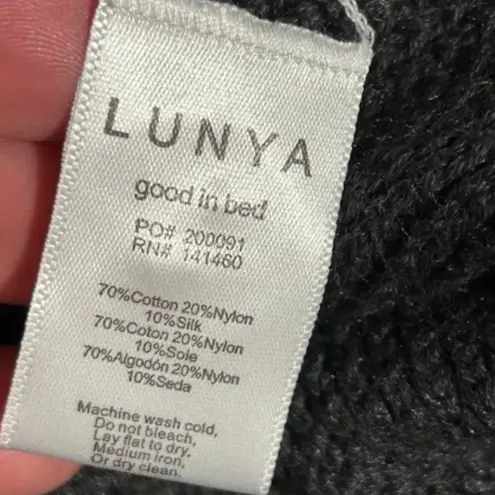 LUNYA
good in bed
PO# 200091
RN# 141460
70%Cotton 20%Nylon
10%Silk
70%Coton 20%Nylon
10%Soie
70%Algodón 20%Nylon
10%Seda
Machine wash cold,
Do not bleach,
Lay flat to dry.
Medium iron,
Or dry clean.